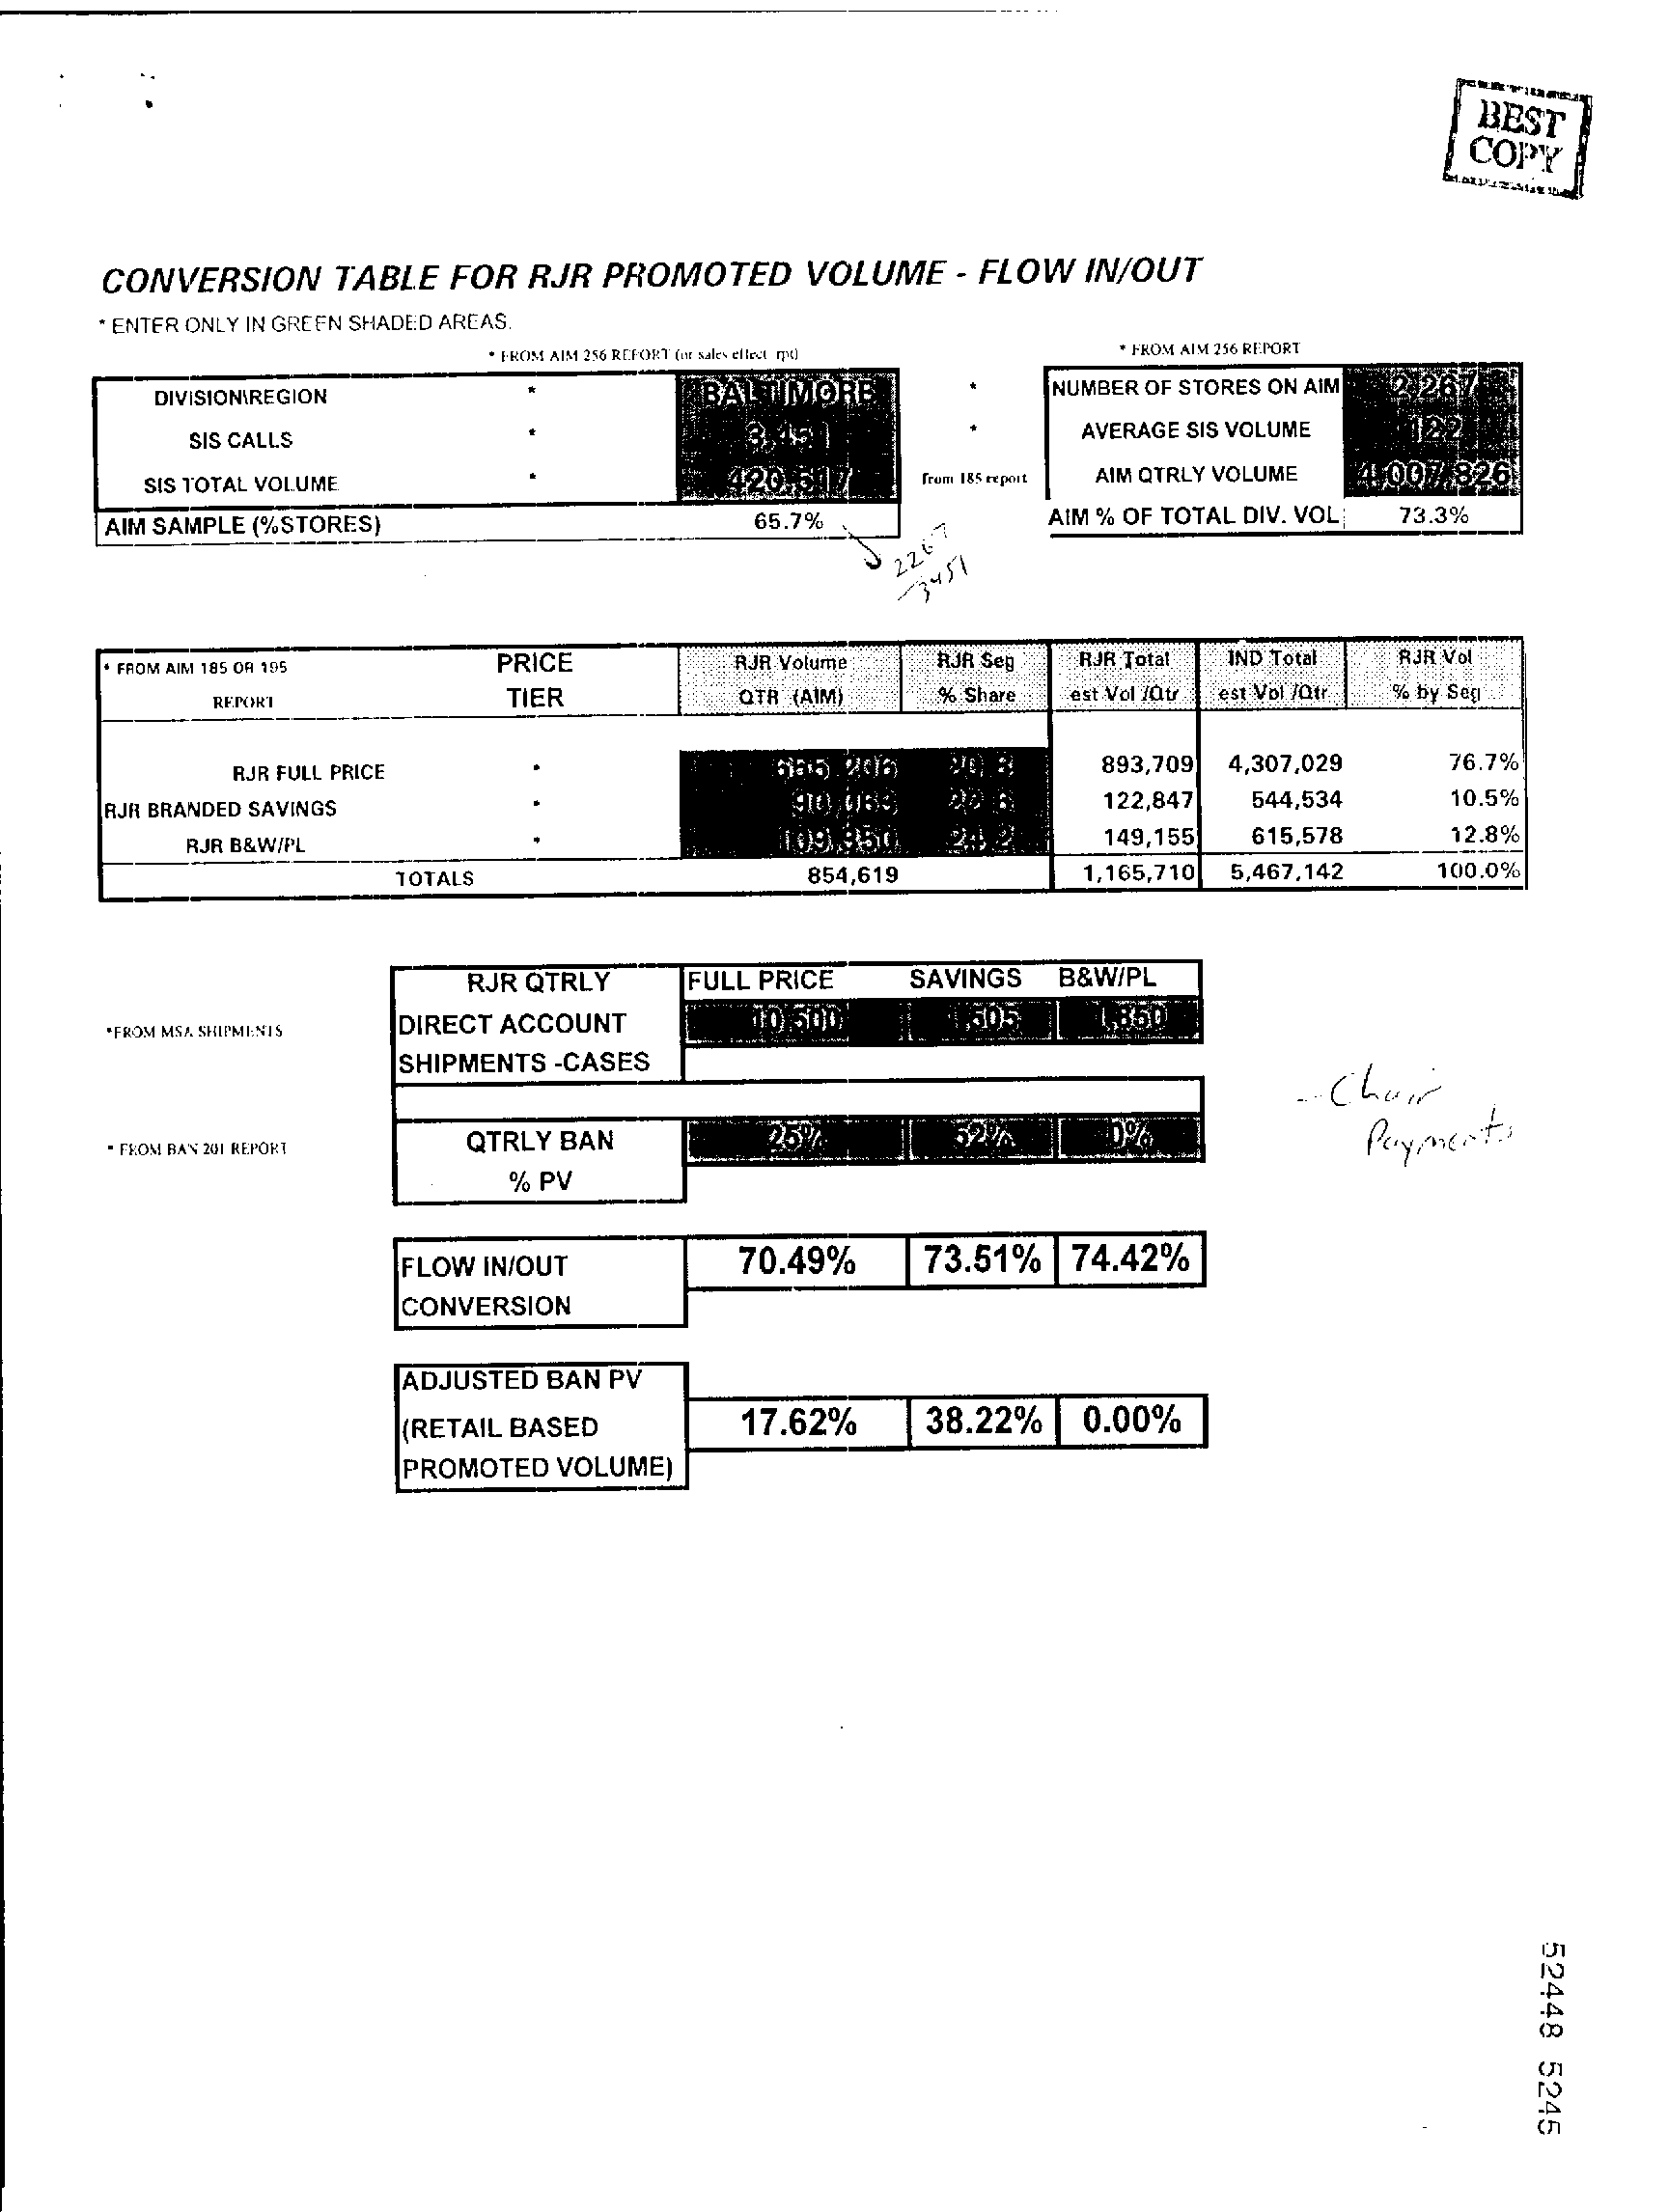 BEST
COPY
CONVERSION TABLE FOR RJR PROMOTED VOLUME - FLOW IN/OUT
* ENTER ONLY IN GREEN SHADED AREAS.
* FROM AIM 256 REPORT (or sales effect rpt) * FROM AIM 256 REPORT
DIVISION\REGION * BALTIMORE * NUMBER OF STORES ON AIM 2,267
SIS CALLS * 3,451 * AVERAGE SIS VOLUME 122
SIS TOTAL VOLUME * 420,517 from 185 report AIM QTRLY VOLUME 4,007,826
AIM SAMPLE (%STORES) 65.7% AIM % OF TOTAL DIV. VOL 73.3%
2267
3451
* FROM AIM 185 OR 195 PRICE RJR Volume RJR Seg RJR Total IND Total RJR Vol
REPORT TIER QTR (AIM) % Share est Vol /Qtr est Vol /Qtr % by Seg
RJR FULL PRICE * 20.8 893,709 4,307,029 76.7%
RJR BRANDED SAVINGS * 90,063 22.6 122,847 544,534 10.5%
RJR B&W/PL * 109,350 24.2 149,155 615,578 12.8%
TOTALS 854,619 1,165,710 5,467,142 100.0%
RJR QTRLY FULL PRICE SAVINGS B&W/PL
*FROM MSA SHIPMENTS DIRECT ACCOUNT 10,500 1,505 1,850
SHIPMENTS -CASES
- Chair
Payments
* FROM BAN 201 REPORT QTRLY BAN 25% 52% 0%
% PV
FLOW IN/OUT 70.49% 73.51% 74.42%
CONVERSION
ADJUSTED BAN PV
(RETAIL BASED 17.62% 38.22% 0.00%
PROMOTED VOLUME)
52448 5245